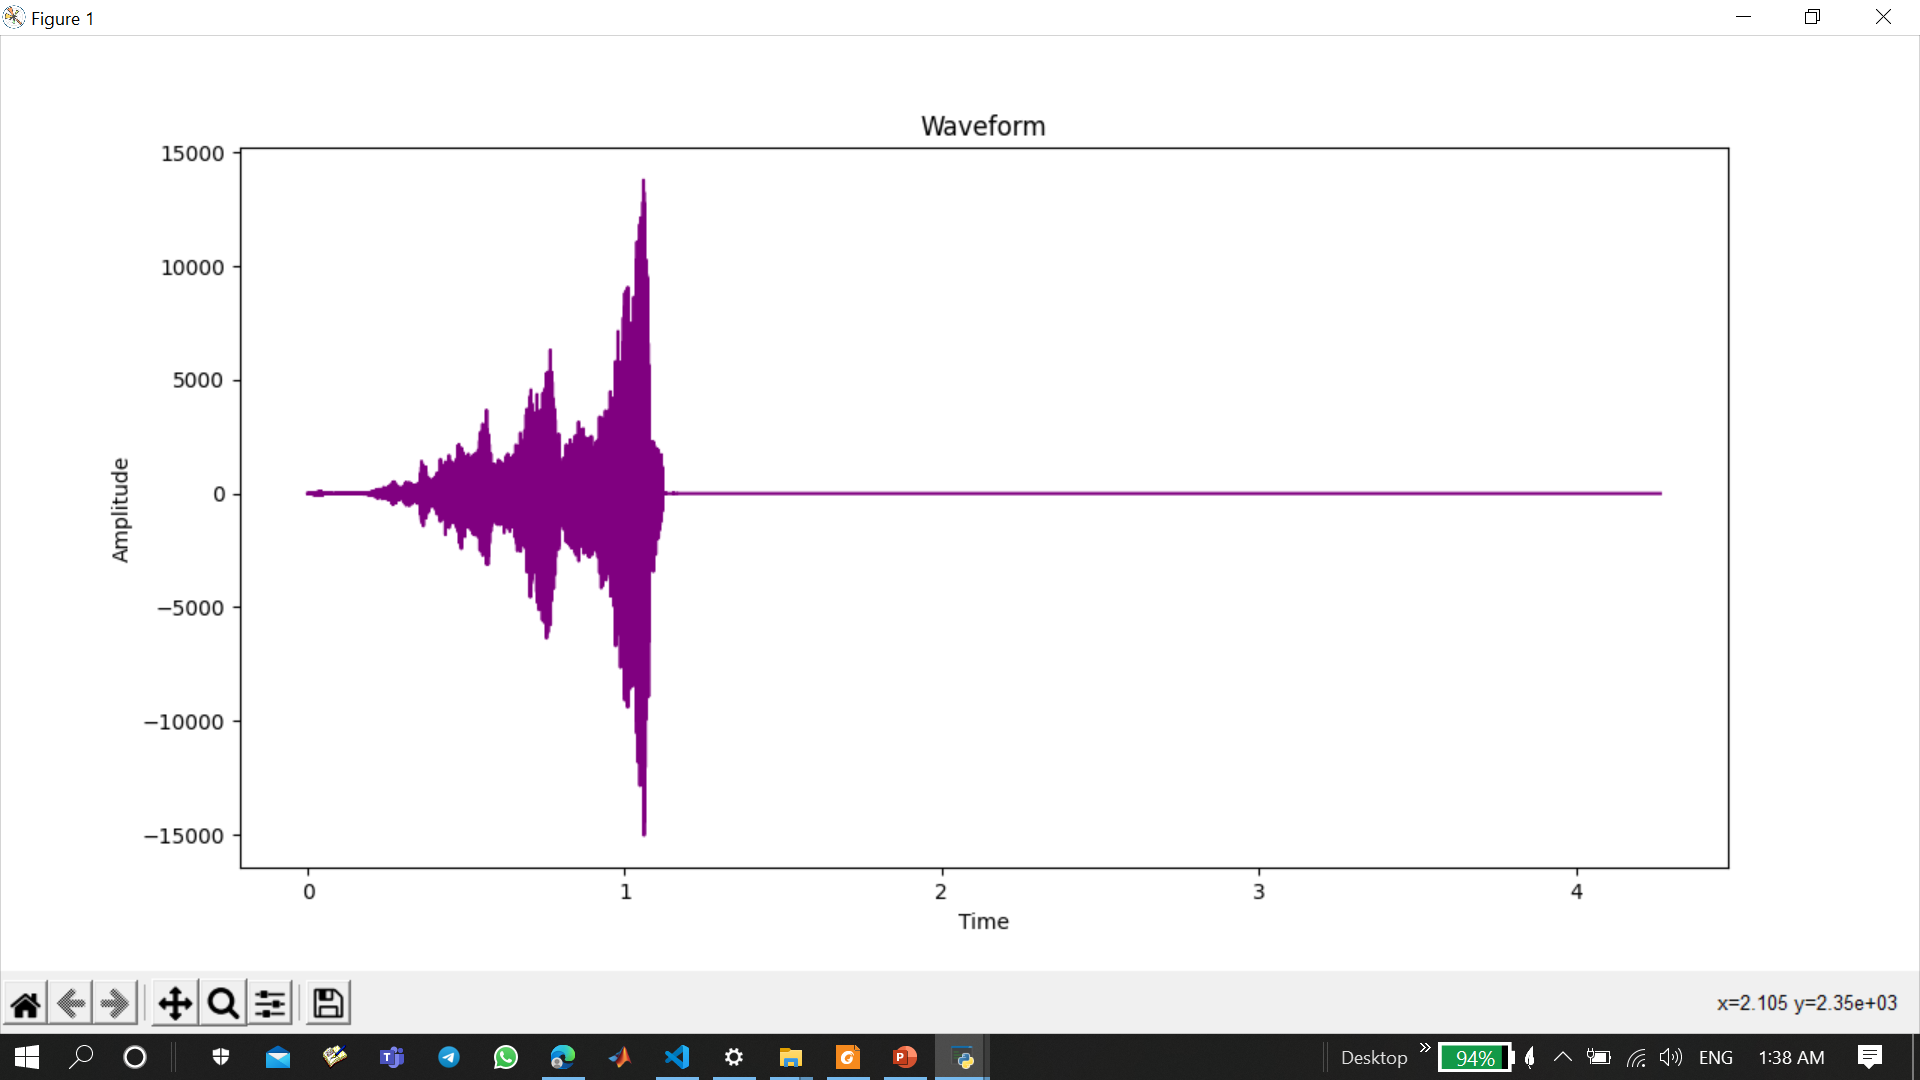 Figure 1
Waveform
15000
10000
5000
0
−5000
−10000
−15000
Amplitude
0 1 2 3 4
Time
x=2.105 y=2.35e+03
Desktop 94% ENG 1:38 AM